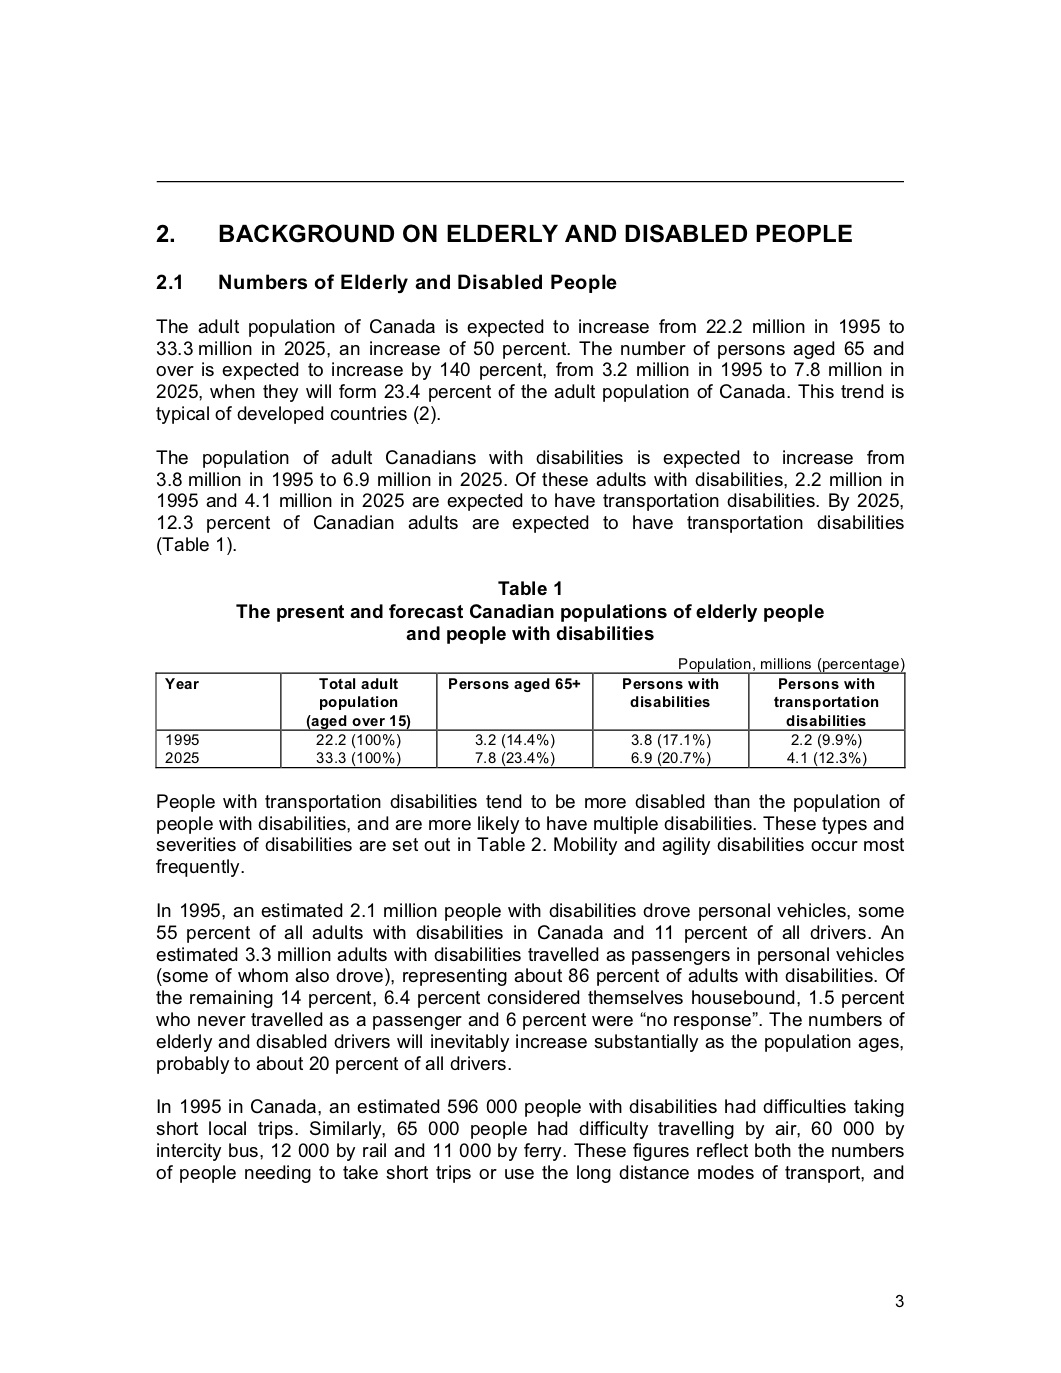 2. BACKGROUND ON ELDERLY AND DISABLED PEOPLE
2.1 Numbers of Elderly and Disabled People
The adult population of Canada is expected to increase from 22.2 million in 1995 to
33.3 million in 2025, an increase of 50 percent. The number of persons aged 65 and
over is expected to increase by 140 percent, from 3.2 million in 1995 to 7.8 million in
2025, when they will form 23.4 percent of the adult population of Canada. This trend is
typical of developed countries (2).
The population of adult Canadians with disabilities is expected to increase from
3.8 million in 1995 to 6.9 million in 2025. Of these adults with disabilities, 2.2 million in
1995 and 4.1 million in 2025 are expected to have transportation disabilities. By 2025,
12.3 percent of Canadian adults are expected to have transportation disabilities
(Table 1).
Table 1
The present and forecast Canadian populations of elderly people
and people with disabilities
Population, millions (percentage)
Year Total adult population (aged over 15) Persons aged 65+ Persons with disabilities Persons with transportation disabilities
1995 22.2 (100%) 3.2 (14.4%) 3.8 (17.1%) 2.2 (9.9%)
2025 33.3 (100%) 7.8 (23.4%) 6.9 (20.7%) 4.1 (12.3%)
People with transportation disabilities tend to be more disabled than the population of
people with disabilities, and are more likely to have multiple disabilities. These types and
severities of disabilities are set out in Table 2. Mobility and agility disabilities occur most
frequently.
In 1995, an estimated 2.1 million people with disabilities drove personal vehicles, some
55 percent of all adults with disabilities in Canada and 11 percent of all drivers. An
estimated 3.3 million adults with disabilities travelled as passengers in personal vehicles
(some of whom also drove), representing about 86 percent of adults with disabilities. Of
the remaining 14 percent, 6.4 percent considered themselves housebound, 1.5 percent
who never travelled as a passenger and 6 percent were “no response”. The numbers of
elderly and disabled drivers will inevitably increase substantially as the population ages,
probably to about 20 percent of all drivers.
In 1995 in Canada, an estimated 596 000 people with disabilities had difficulties taking
short local trips. Similarly, 65 000 people had difficulty travelling by air, 60 000 by
intercity bus, 12 000 by rail and 11 000 by ferry. These figures reflect both the numbers
of people needing to take short trips or use the long distance modes of transport, and
3